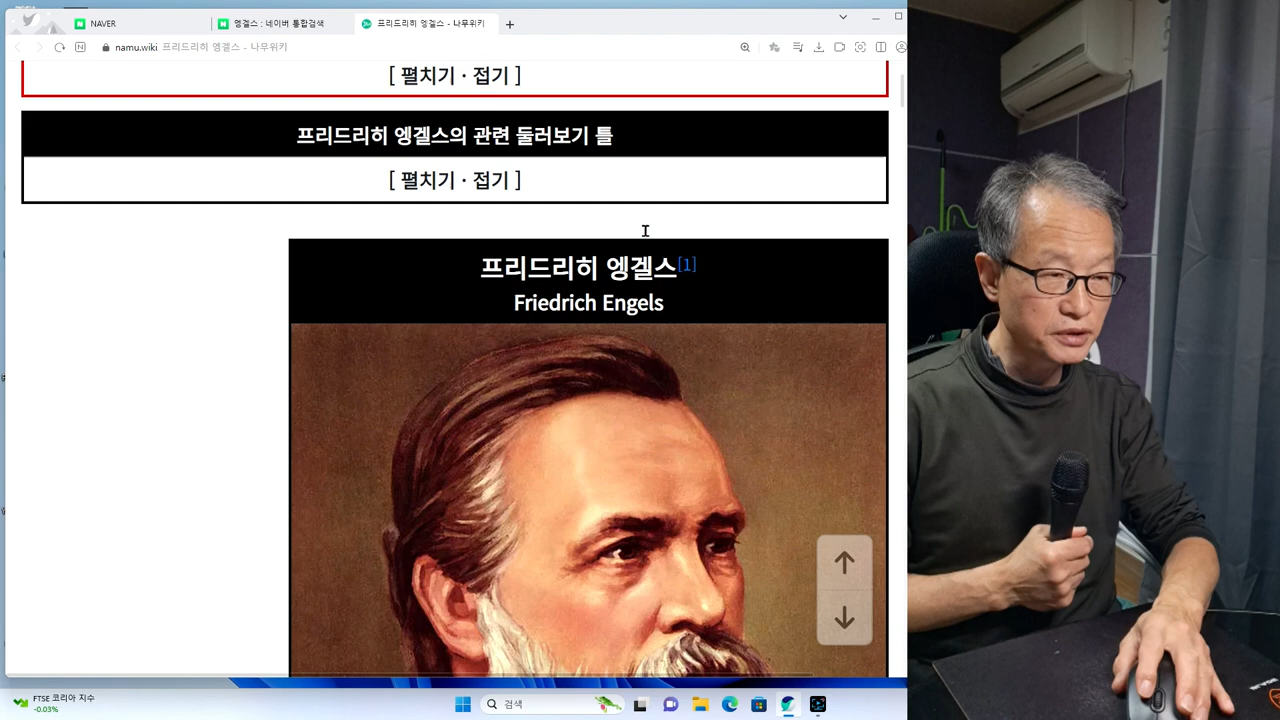 NAVER
엥겔스 : 네이버 통합검색
프리드리히 엥겔스 - 나무위키
namu.wiki 프리드리히 엥겔스 - 나무위키
[ 펼치기 · 접기 ]
프리드리히 엥겔스의 관련 둘러보기 틀
[ 펼치기 · 접기 ]
프리드리히 엥겔스[1]
Friedrich Engels
FTSE 코리아 지수
-0.03%
검색